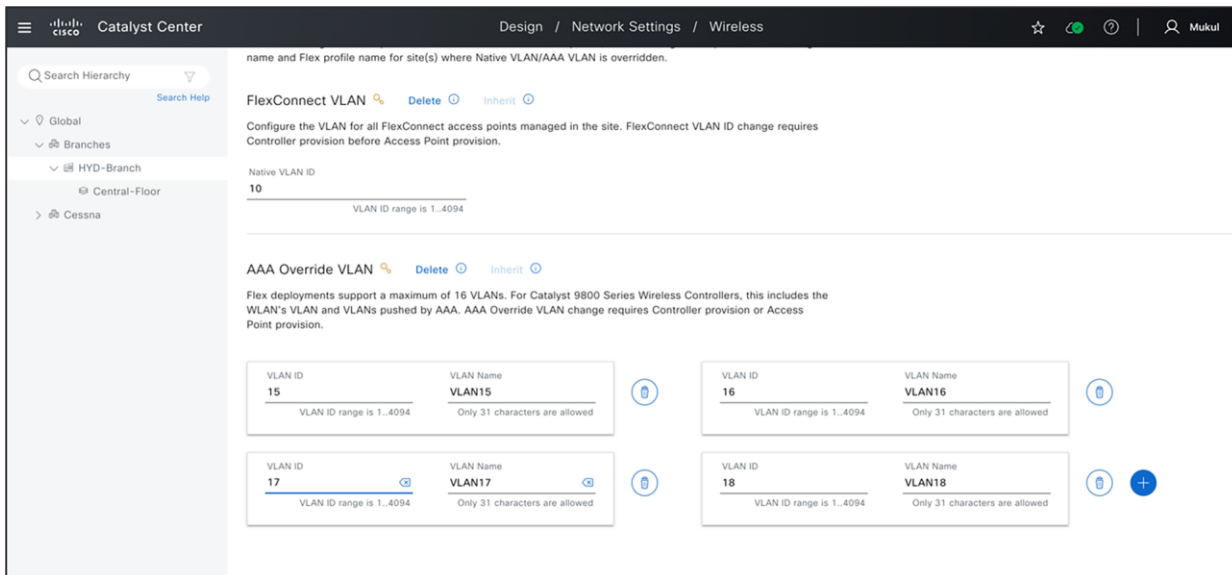 CISCO
Catalyst Center
Design / Network Settings / Wireless
Mukul
Search Hierarchy
Search Help
Global
Branches
HYD-Branch
Central-Floor
Cessna
name and Flex profile name for site(s) where Native VLAN/AAA VLAN is overridden.
FlexConnect VLAN Delete Inherit
Configure the VLAN for all FlexConnect access points managed in the site. FlexConnect VLAN ID change requires
Controller provision before Access Point provision.
Native VLAN ID
10
VLAN ID range is 1..4094
AAA Override VLAN Delete Inherit
Flex deployments support a maximum of 16 VLANs. For Catalyst 9800 Series Wireless Controllers, this includes the
WLAN's VLAN and VLANs pushed by AAA. AAA Override VLAN change requires Controller provision or Access
Point provision.
VLAN ID VLAN Name VLAN ID VLAN Name
15 VLAN15 16 VLAN16
VLAN ID range is 1..4094 Only 31 characters are allowed VLAN ID range is 1..4094 Only 31 characters are allowed
VLAN ID VLAN Name VLAN ID VLAN Name
17 VLAN17 18 VLAN18
VLAN ID range is 1..4094 Only 31 characters are allowed VLAN ID range is 1..4094 Only 31 characters are allowed